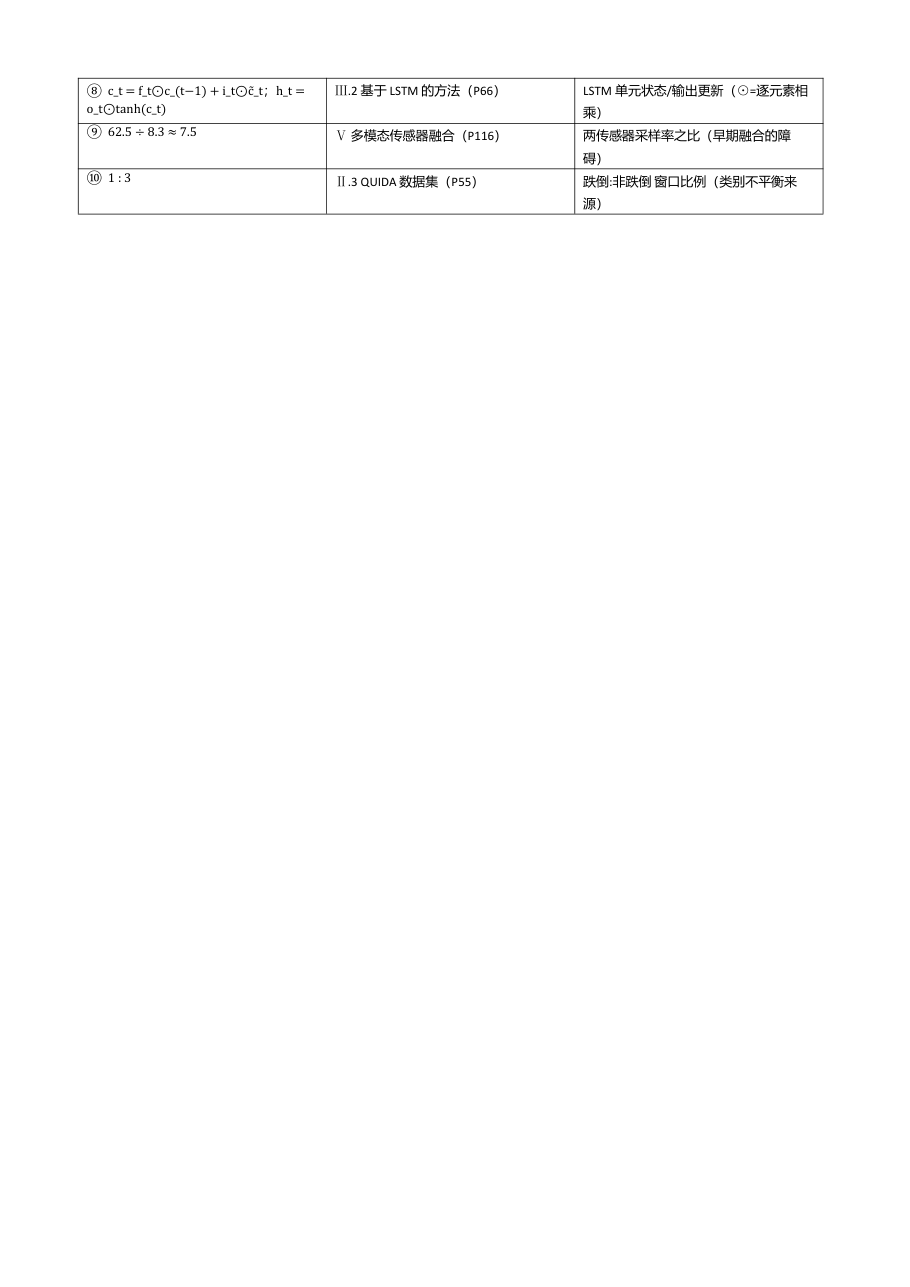 ⑧ c_t = f_t⊙c_(t−1) + i_t⊙c̃_t；h_t =
o_t⊙tanh(c_t)
Ⅲ.2 基于 LSTM 的方法（P66）
LSTM 单元状态/输出更新（⊙=逐元素相
乘）
⑨ 62.5 ÷ 8.3 ≈ 7.5
Ⅴ 多模态传感器融合（P116）
两传感器采样率之比（早期融合的障
碍）
⑩ 1 : 3
Ⅱ.3 QUIDA 数据集（P55）
跌倒:非跌倒 窗口比例（类别不平衡来
源）